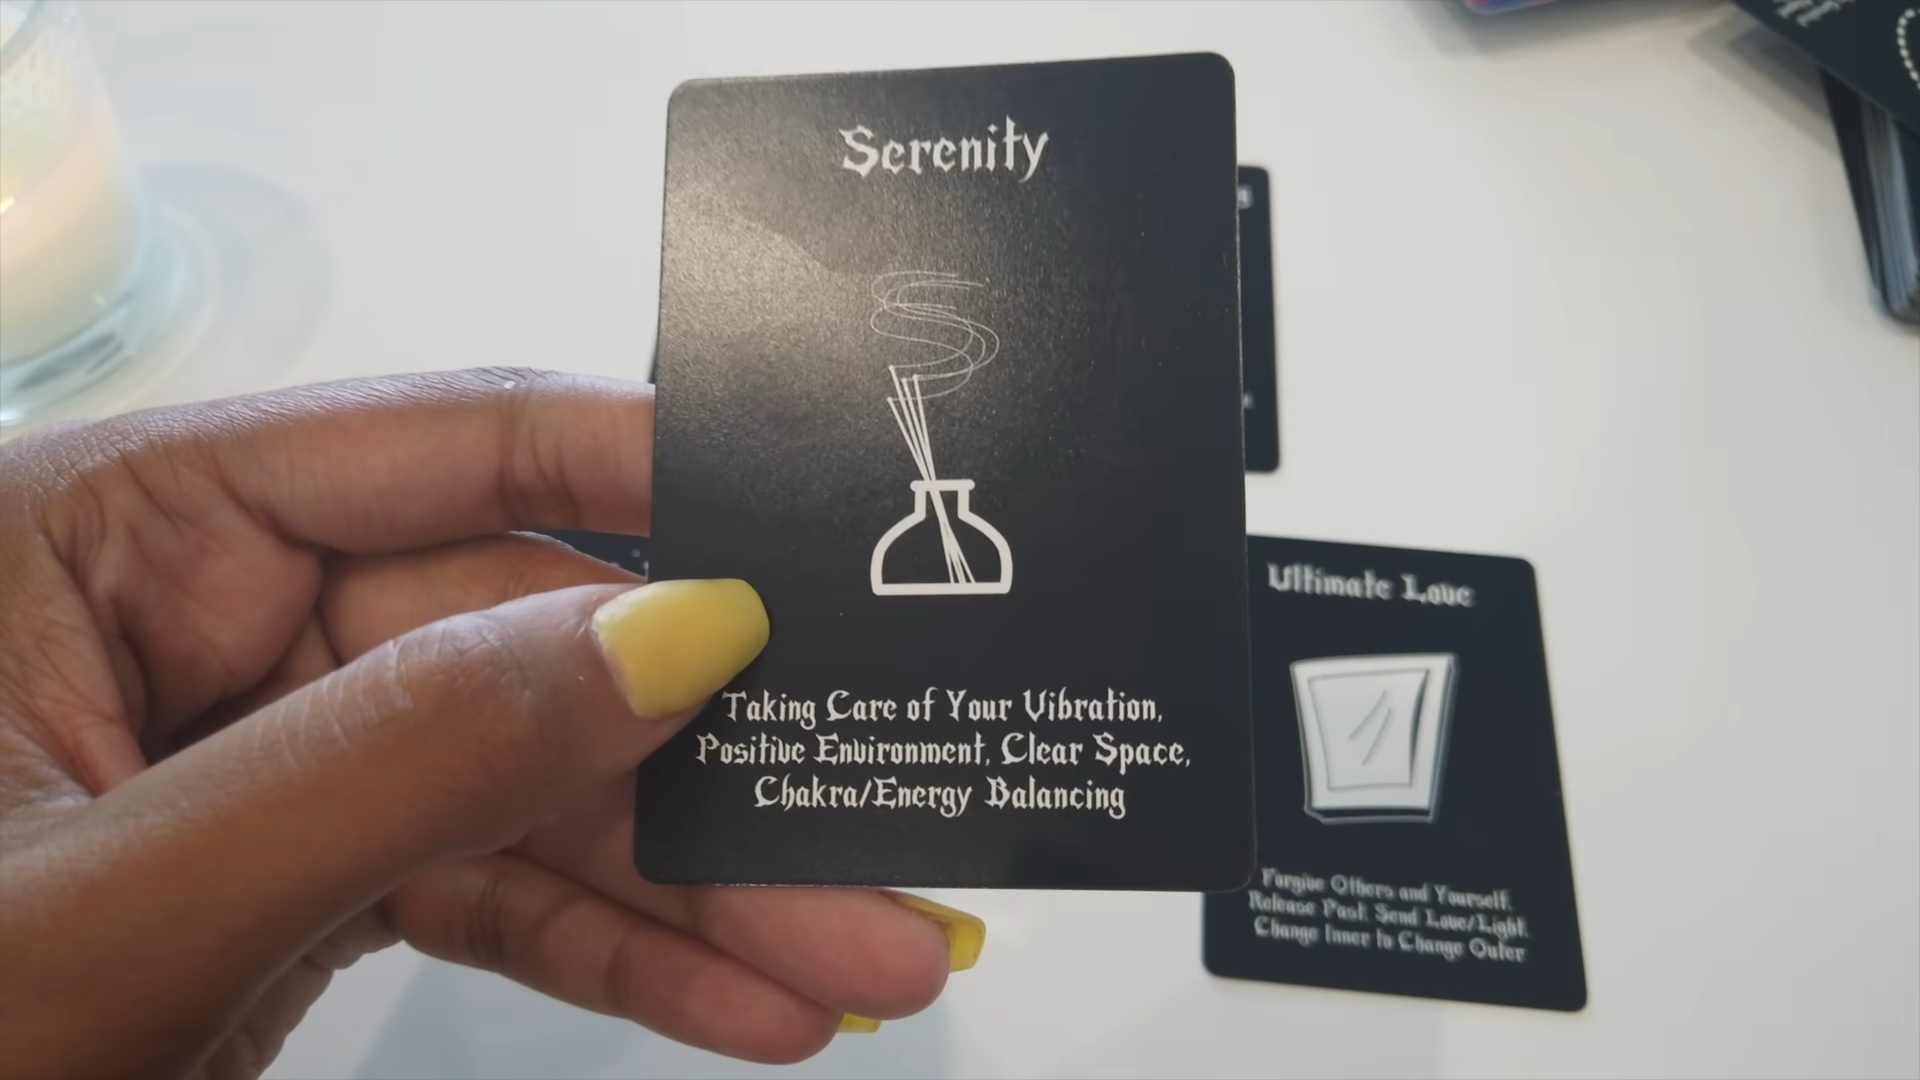 Serenity
Taking Care of Your Vibration,
Positive Environment, Clear Space,
Chakra/Energy Balancing
Ultimate Love
Forgive Others and Yourself,
Release Past, Send Love/Light,
Change Inner to Change Outer